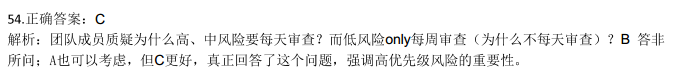 54.正确答案：C
解析：团队成员质疑为什么高、中风险要每天审查？而低风险only每周审查（为什么不每天审查）？B 答非
所问；A也可以考虑，但C更好，真正回答了这个问题，强调高优先级风险的重要性。